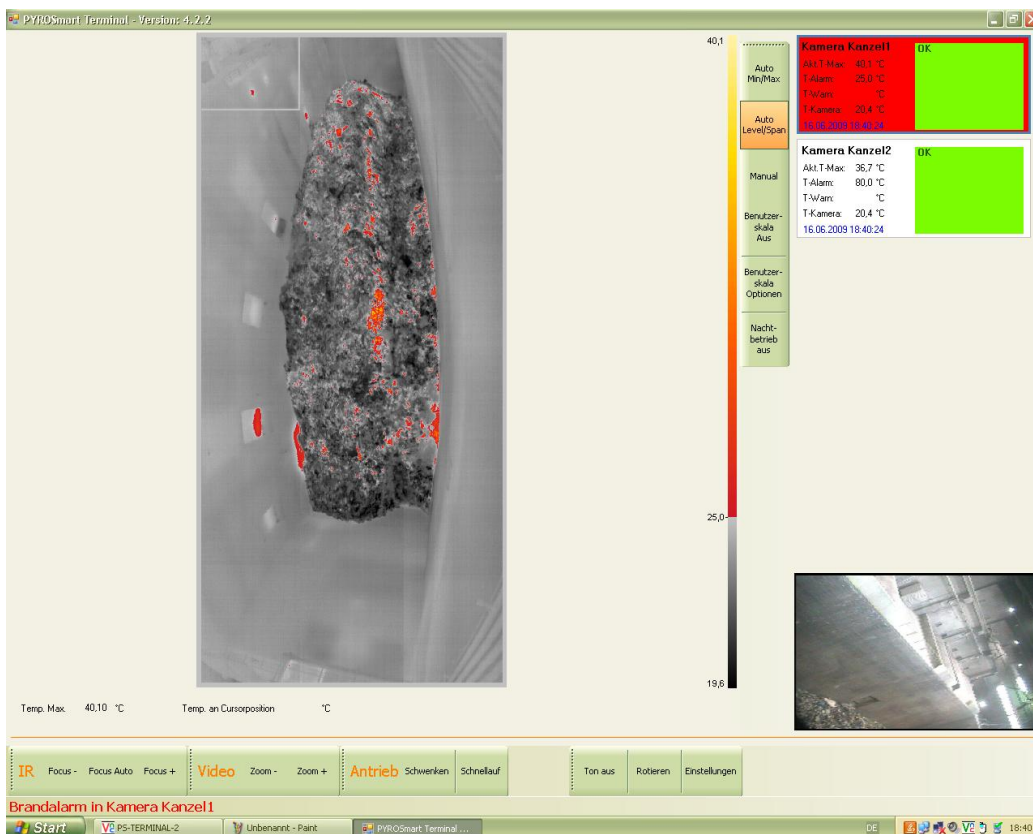 PYROSmart Terminal - Version: 4.2.2
40,1
25,0
19,6
Auto
Min/Max
Auto
Level/Span
Manual
Benutzer-
skala
Aus
Benutzer-
skala
Optionen
Nacht-
betrieb
aus
Kamera Kanzel1
OK
Akt.T-Max: 40,1 °C
T-Alarm: 25,0 °C
T-Warn: °C
T-Kamera: 20,4 °C
16.06.2009 18:40:24
Kamera Kanzel2
OK
Akt.T-Max: 36,7 °C
T-Alarm: 80,0 °C
T-Warn: °C
T-Kamera: 20,4 °C
16.06.2009 18:40:24
Temp. Max. 40,10 °C Temp. an Cursorposition °C
IR Focus - Focus Auto Focus + Video Zoom - Zoom + Antrieb Schwenken Schnellauf Ton aus Rotieren Einstellungen
Brandalarm in Kamera Kanzel1
Start PS-TERMINAL-2 Unbenannt - Paint PYROSmart Terminal ... DE 18:40